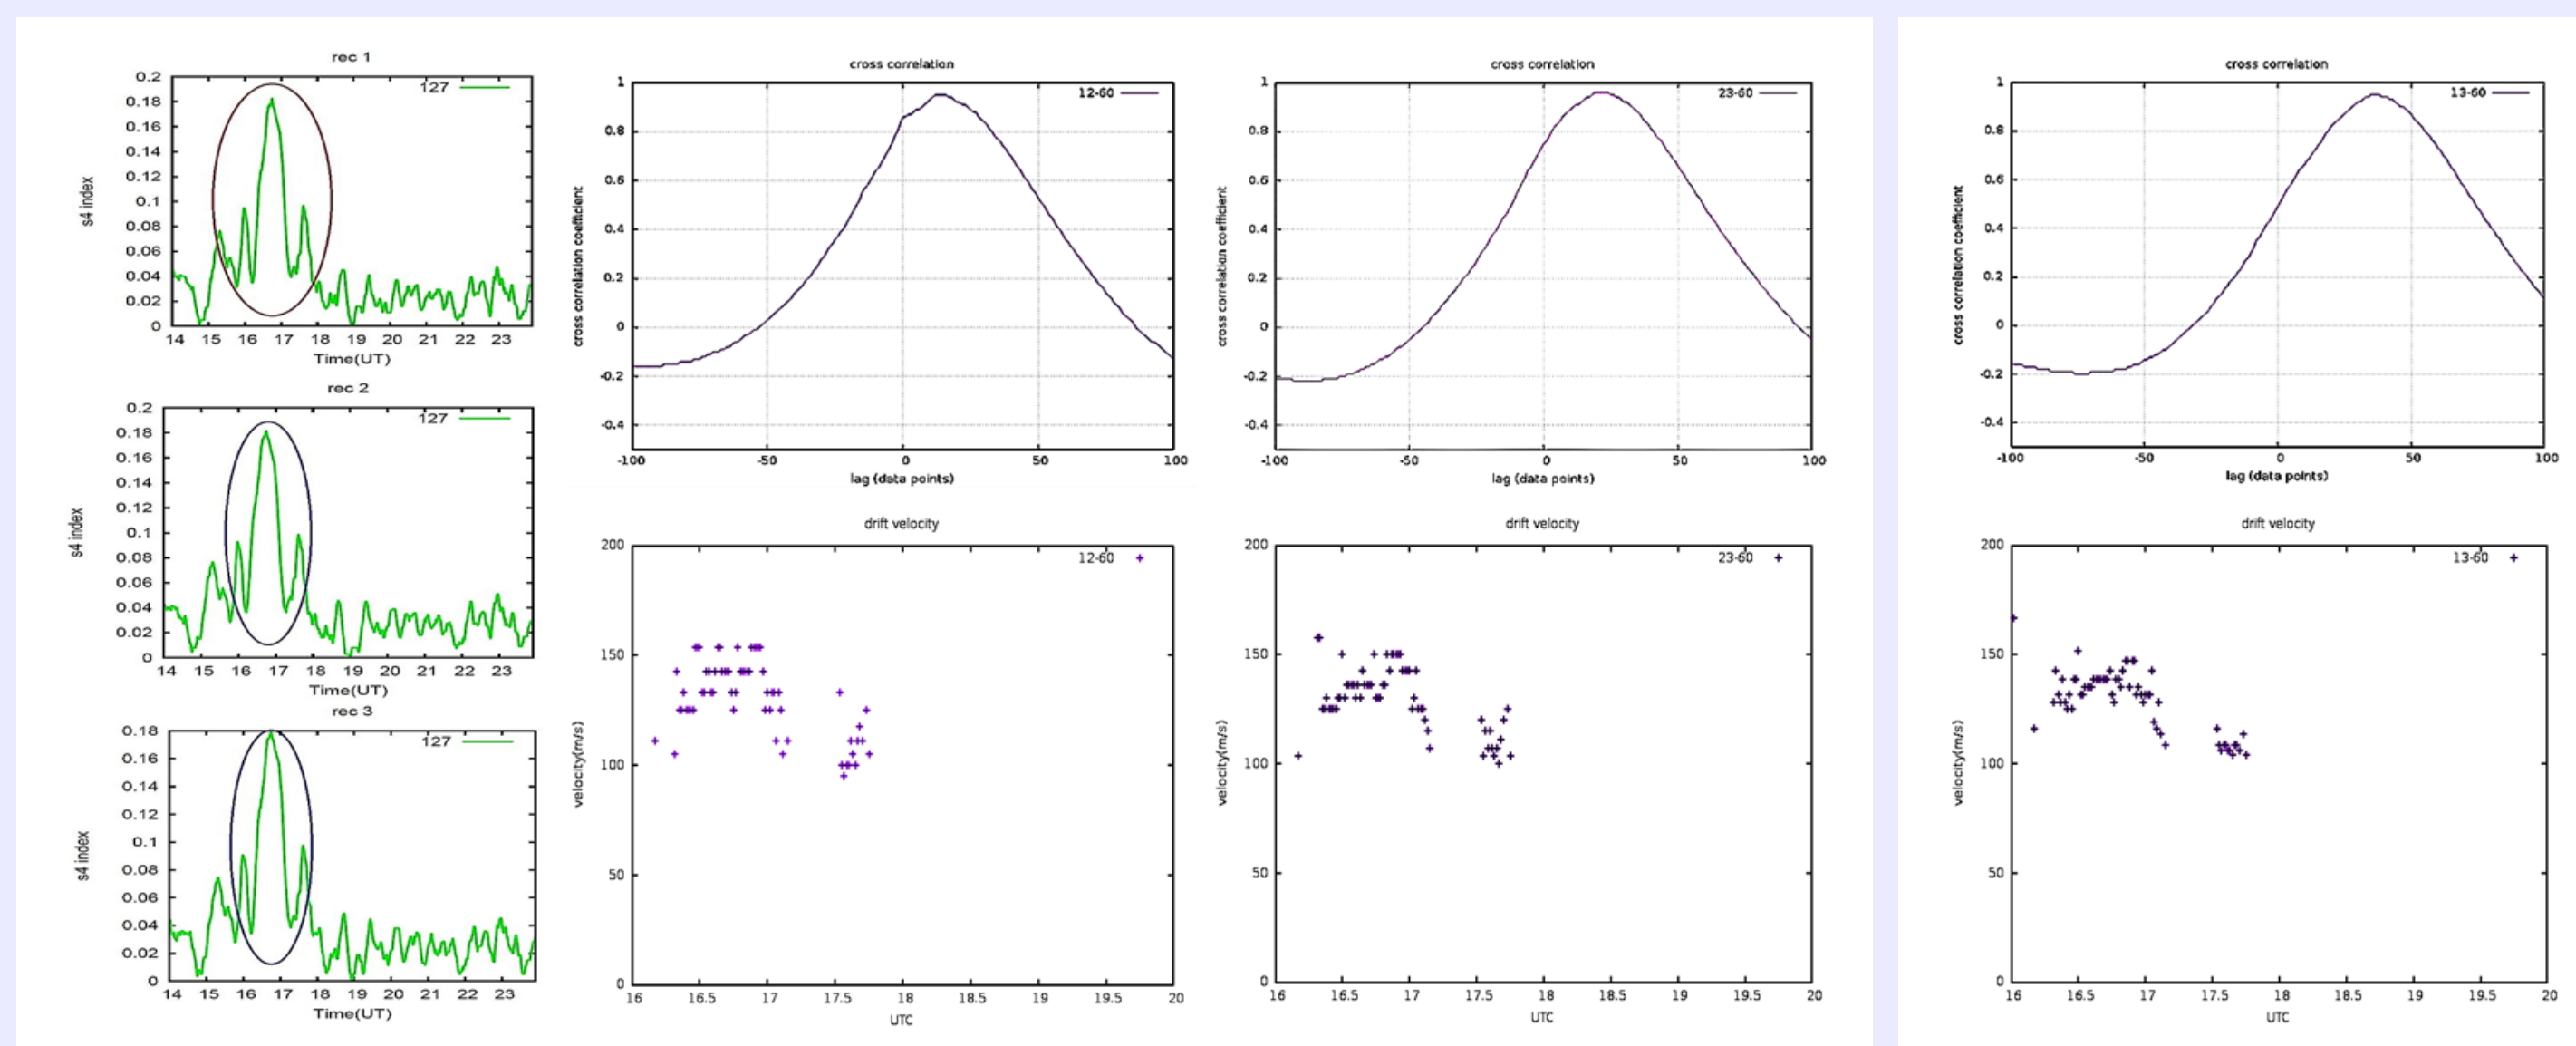 rec 1
127
0.2
0.18
0.16
0.14
0.12
0.1
0.08
0.06
0.04
0.02
0
s4 index
14 15 16 17 18 19 20 21 22 23
Time(UT)
rec 2
127
0.2
0.18
0.16
0.14
0.12
0.1
0.08
0.06
0.04
0.02
0
s4 index
14 15 16 17 18 19 20 21 22 23
Time(UT)
rec 3
127
0.18
0.16
0.14
0.12
0.1
0.08
0.06
0.04
0.02
0
s4 index
14 15 16 17 18 19 20 21 22 23
Time(UT)
cross correlation
12-60
1
0.8
0.6
0.4
0.2
0
-0.2
-0.4
cross correlation coefficient
-100 -50 0 50 100
lag (data points)
drift velocity
12-60
200
150
100
50
0
velocity(m/s)
16 16.5 17 17.5 18 18.5 19 19.5 20
UTC
cross correlation
23-60
1
0.8
0.6
0.4
0.2
0
-0.2
-0.4
cross correlation coefficient
-100 -50 0 50 100
lag (data points)
drift velocity
23-60
200
150
100
50
0
velocity(m/s)
16 16.5 17 17.5 18 18.5 19 19.5 20
UTC
cross correlation
13-60
1
0.8
0.6
0.4
0.2
0
-0.2
-0.4
cross correlation coefficient
-100 -50 0 50 100
lag (data points)
drift velocity
13-60
200
150
100
50
0
velocity(m/s)
16 16.5 17 17.5 18 18.5 19 19.5 20
UTC